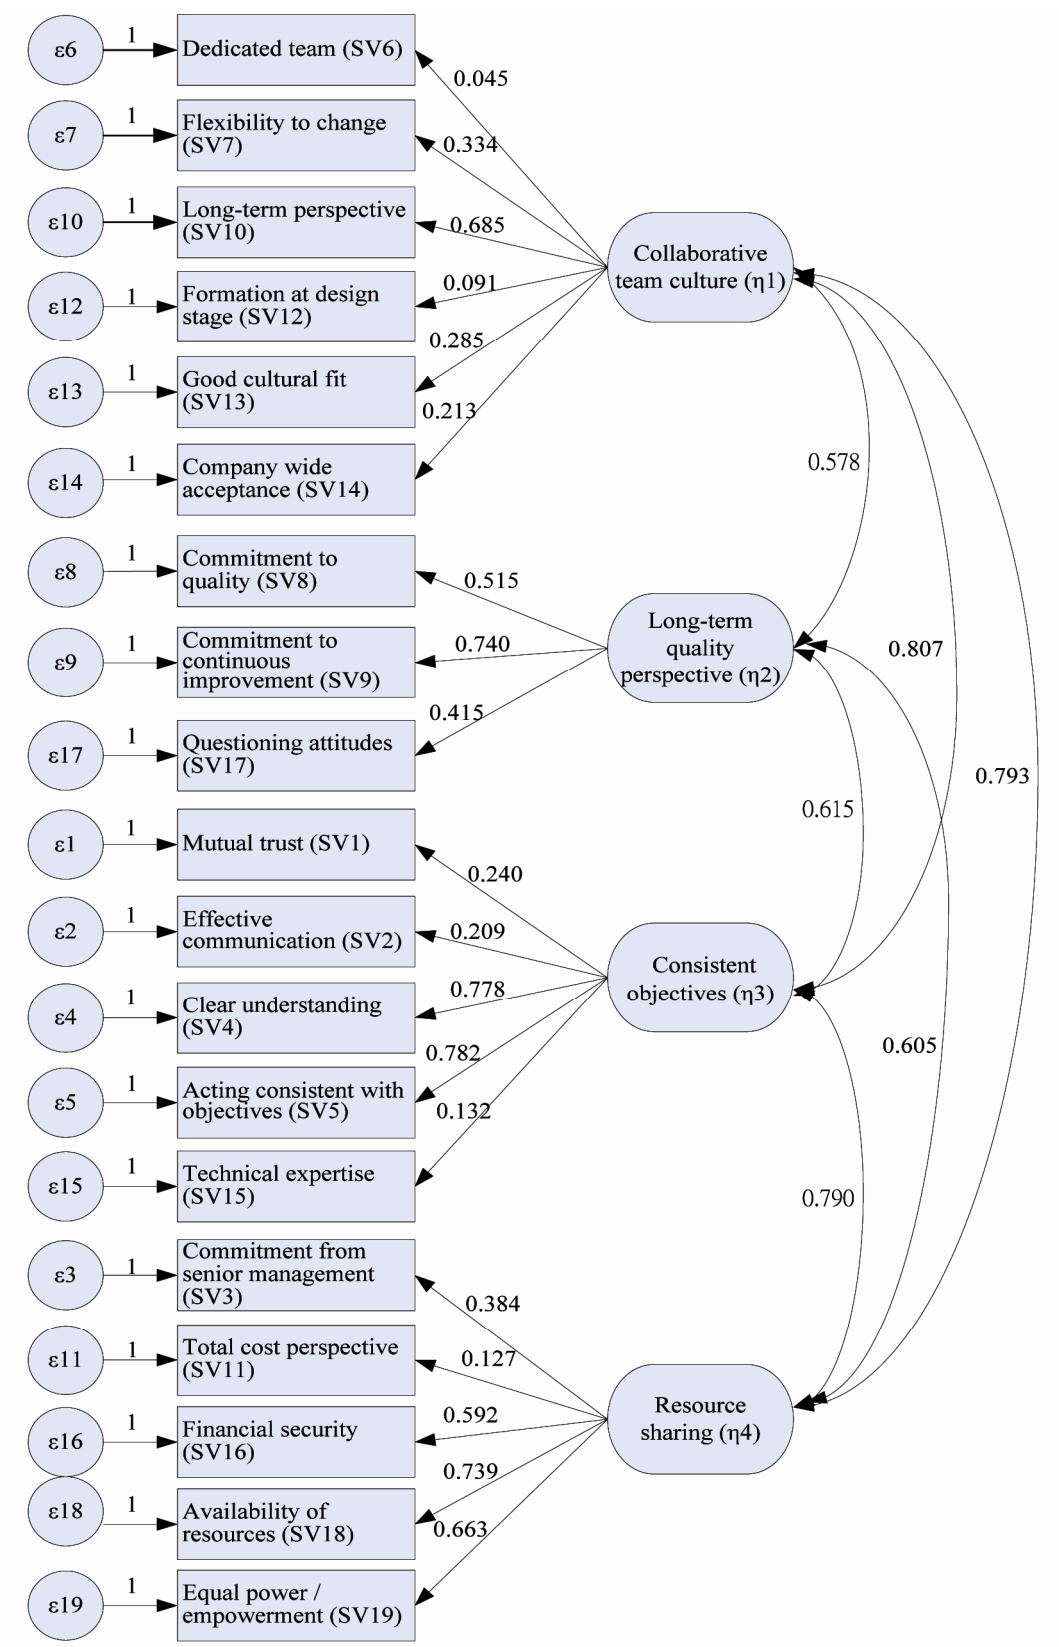 ε6
1
Dedicated team (SV6)
0.045
ε7
1
Flexibility to change
(SV7)
0.334
ε10
1
Long-term perspective
(SV10)
0.685
ε12
1
Formation at design
stage (SV12)
0.091
ε13
1
Good cultural fit
(SV13)
0.285
ε14
1
Company wide
acceptance (SV14)
0.213
Collaborative
team culture (η1)
ε8
1
Commitment to
quality (SV8)
0.515
ε9
1
Commitment to
continuous
improvement (SV9)
0.740
ε17
1
Questioning attitudes
(SV17)
0.415
Long-term
quality
perspective (η2)
ε1
1
Mutual trust (SV1)
0.240
ε2
1
Effective
communication (SV2)
0.209
ε4
1
Clear understanding
(SV4)
0.778
ε5
1
Acting consistent with
objectives (SV5)
0.782
ε15
1
Technical expertise
(SV15)
0.132
Consistent
objectives (η3)
ε3
1
Commitment from
senior management
(SV3)
0.384
ε11
1
Total cost perspective
(SV11)
0.127
ε16
1
Financial security
(SV16)
0.592
ε18
1
Availability of
resources (SV18)
0.739
ε19
1
Equal power /
empowerment (SV19)
0.663
Resource
sharing (η4)
0.578
0.807
0.793
0.615
0.605
0.790